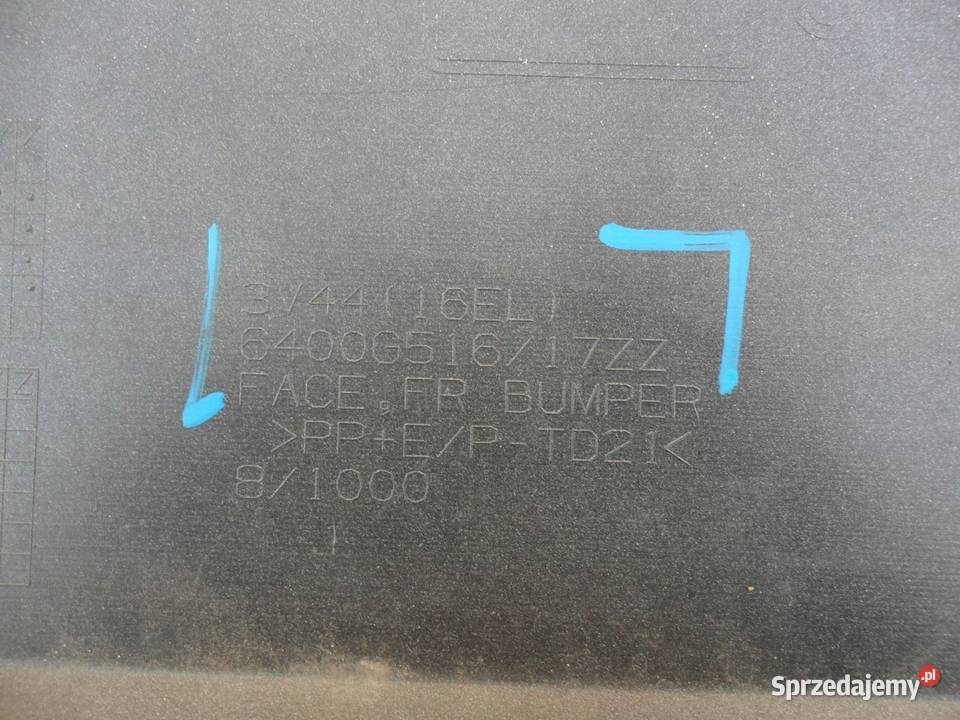 3V44(16EL)
6400G516/17ZZ
FACE,FR BUMPER
>PP+E/P-TD21<
8/1000
Z
Sprzedajemy.pl